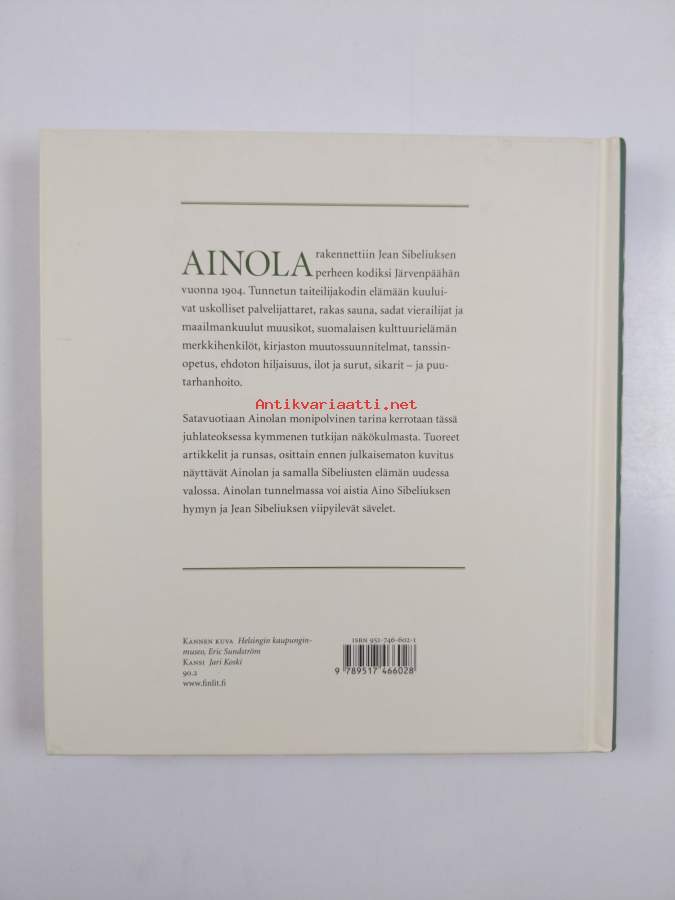 AINOLA rakennettiin Jean Sibeliuksen
perheen kodiksi Järvenpäähän
vuonna 1904. Tunnetun taiteilijakodin elämään kuului-
vat uskolliset palvelijattaret, rakas sauna, sadat vierailijat ja
maailmankuulut muusikot, suomalaisen kulttuurielämän
merkkihenkilöt, kirjaston muutossuunnitelmat, tanssin-
opetus, ehdoton hiljaisuus, ilot ja surut, sikarit – ja puu-
tarhanhoito.
Antikvariaatti.net
Satavuotiaan Ainolan monipolvinen tarina kerrotaan tässä
juhlateoksessa kymmenen tutkijan näkökulmasta. Tuoreet
artikkelit ja runsas, osittain ennen julkaisematon kuvitus
näyttävät Ainolan ja samalla Sibeliusten elämän uudessa
valossa. Ainolan tunnelmassa voi aistia Aino Sibeliuksen
hymyn ja Jean Sibeliuksen viipyilevät sävelet.
KANNEN KUVA Helsingin kaupungin-
museo, Eric Sundström
KANSI Jari Koski
90.2
www.finlit.fi
ISBN 951-746-602-1
9 789517 466028